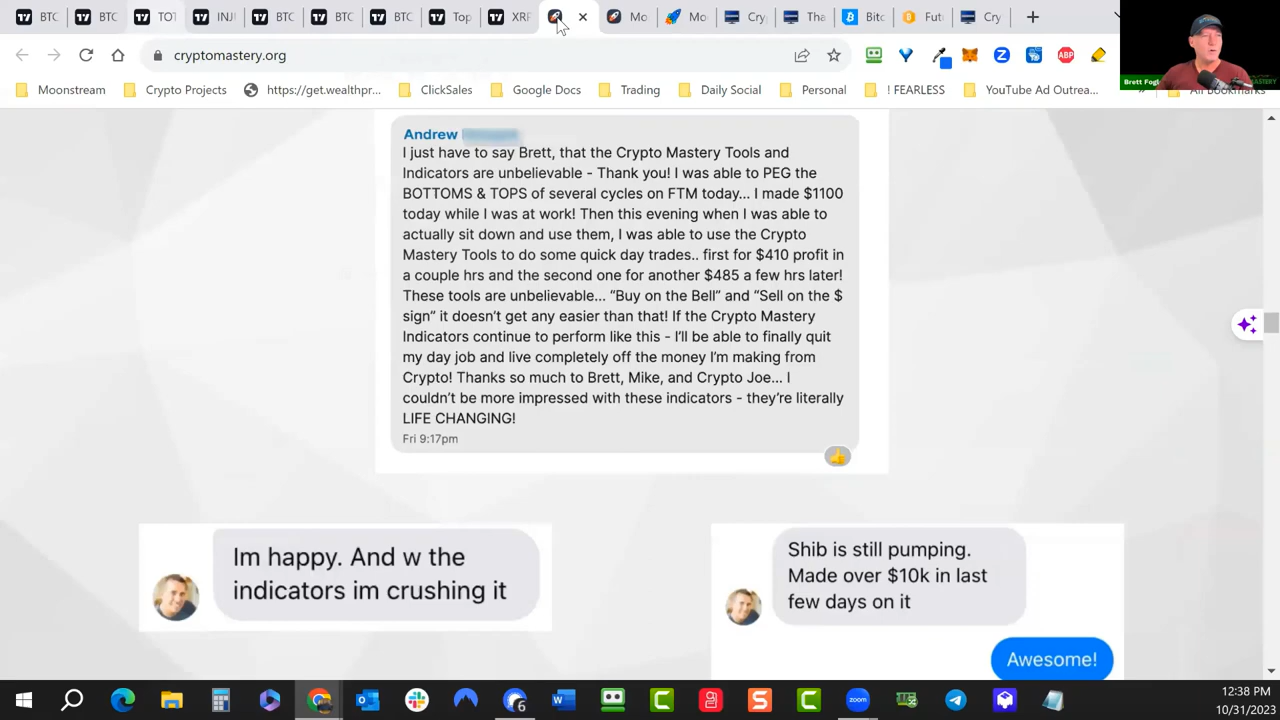 BTC
TOT
INJ
BTC
BTC
BTC
Top
XRP
Mo
Mo
Cry
Tha
Bitc
Fut
Cry
cryptomastery.org
ABP
Brett Fogl
Moonstream
Crypto Projects
https://get.wealthpr...
ClickSales
Google Docs
Trading
Daily Social
Personal
! FEARLESS
YouTube Ad Outrea...
All Bookmarks
Andrew
I just have to say Brett, that the Crypto Mastery Tools and
Indicators are unbelievable - Thank you! I was able to PEG the
BOTTOMS & TOPS of several cycles on FTM today... I made $1100
today while I was at work! Then this evening when I was able to
actually sit down and use them, I was able to use the Crypto
Mastery Tools to do some quick day trades.. first for $410 profit in
a couple hrs and the second one for another $485 a few hrs later!
These tools are unbelievable... “Buy on the Bell” and “Sell on the $
sign” it doesn’t get any easier than that! If the Crypto Mastery
Indicators continue to perform like this - I’ll be able to finally quit
my day job and live completely off the money I’m making from
Crypto! Thanks so much to Brett, Mike, and Crypto Joe... I
couldn’t be more impressed with these indicators - they’re literally
LIFE CHANGING!
Fri 9:17pm
Im happy. And w the
indicators im crushing it
Shib is still pumping.
Made over $10k in last
few days on it
Awesome!
12:38 PM
10/31/2023